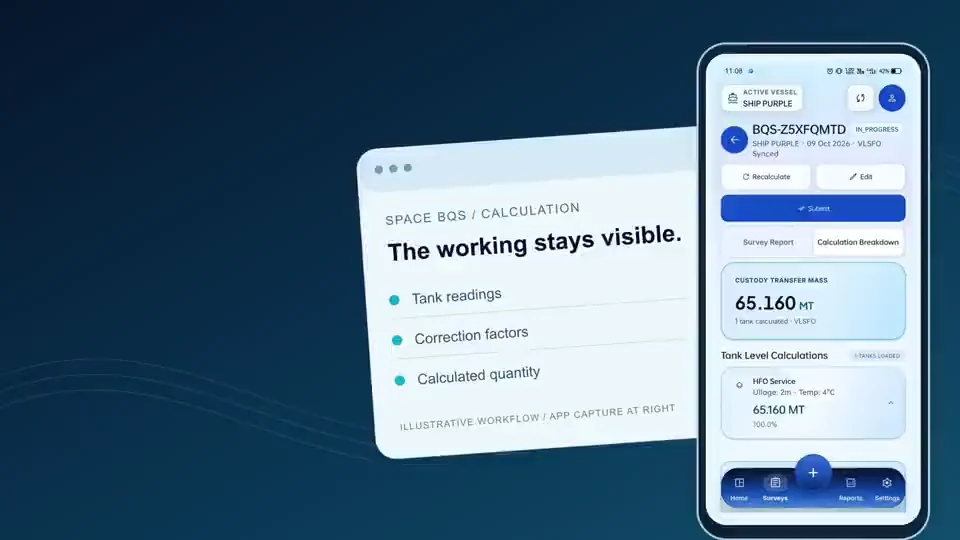 SPACE BQS / CALCULATION
The working stays visible.
Tank readings
Correction factors
Calculated quantity
ILLUSTRATIVE WORKFLOW / APP CAPTURE AT RIGHT
11:08
42%
ACTIVE VESSEL
SHIP PURPLE
BQS-Z5XFQMTD IN_PROGRESS
SHIP PURPLE · 09 Oct 2026 · VLSFO
Synced
Recalculate Edit
Submit
Survey Report Calculation Breakdown
CUSTODY TRANSFER MASS
65.160 MT
1 tank calculated · VLSFO
Tank Level Calculations 1 TANKS LOADED
HFO Service
Ullage: 2m · Temp: 4°C
65.160 MT
100.0%
+
Home Surveys Reports Settings